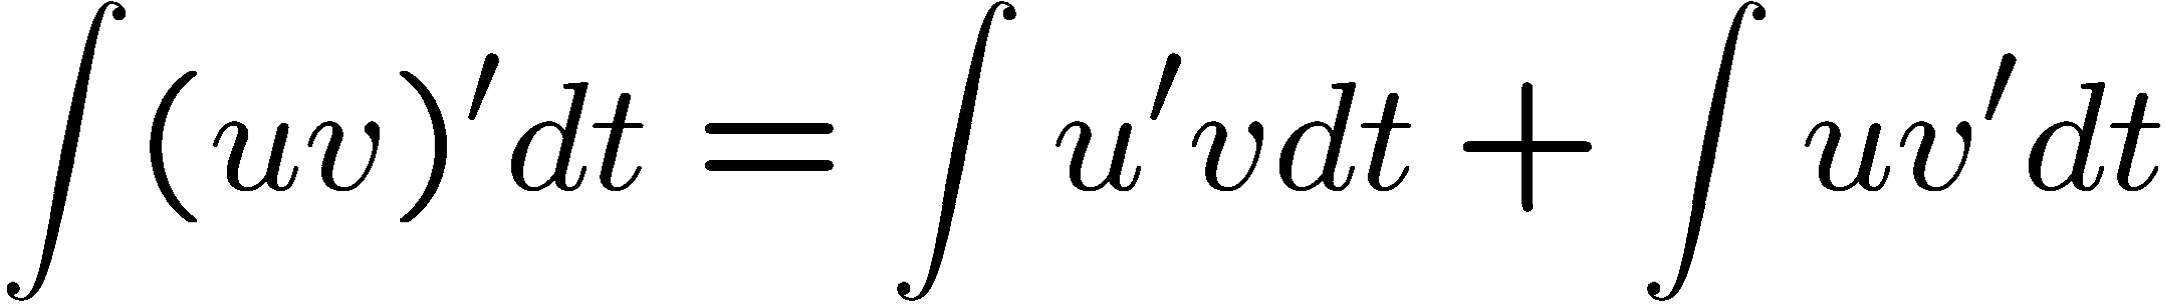 ∫(uv)′dt = ∫ u′vdt + ∫ uv′dt